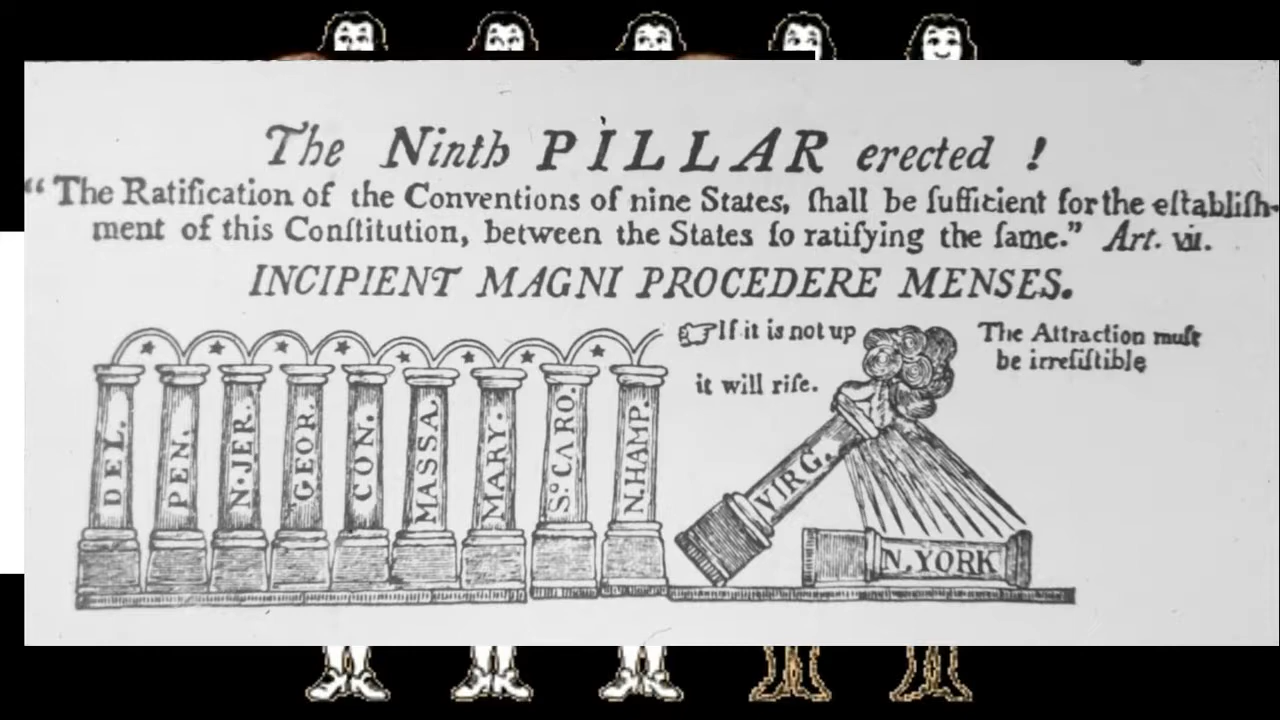 The Ninth PILLAR erected !
“The Ratification of the Conventions of nine States, ſhall be ſufficient for the eſtabliſh-
ment of this Conſtitution, between the States ſo ratifying the ſame.” Art. vii.
INCIPIENT MAGNI PROCEDERE MENSES.
☞If it is not up
it will riſe.
The Attraction muſt
be irreſiſtible
DEL.
PEN.
N.JER.
GEOR.
CON.
MASSA.
MARY.
So.CARO.
N.HAMP.
VIRG.
N.YORK